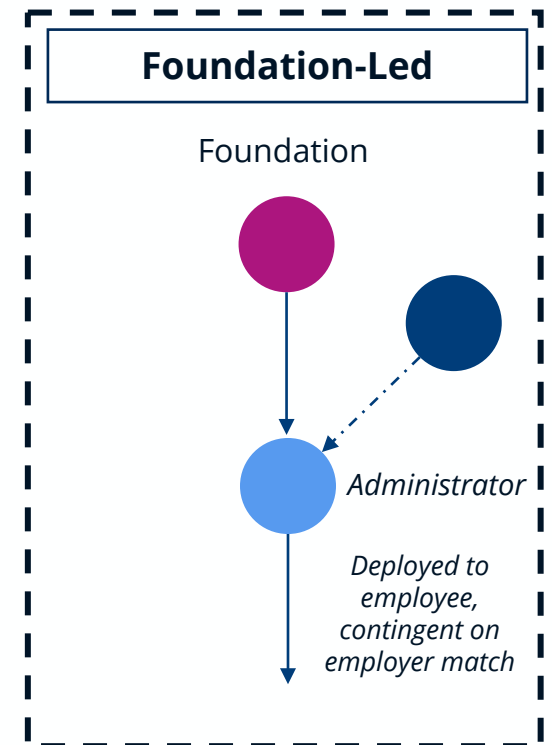 Foundation-Led
Foundation
Administrator
Deployed to
employee,
contingent on
employer match